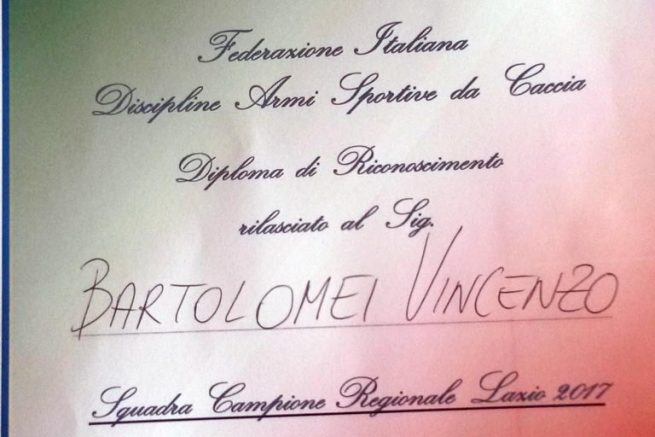 Federazione Italiana
Discipline Armi Sportive da Caccia
Diploma di Riconoscimento
rilasciato al Sig.
BARTOLOMEI VINCENZO
Squadra Campione Regionale Lazio 2017